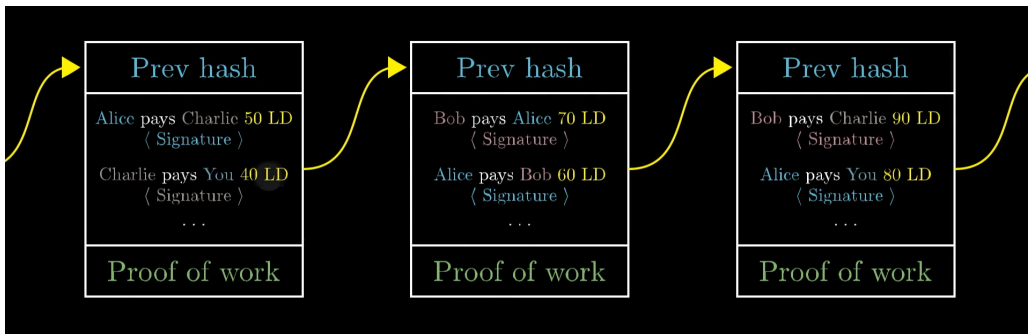 Prev hash
Alice pays Charlie 50 LD
⟨ Signature ⟩
Charlie pays You 40 LD
⟨ Signature ⟩
...
Proof of work
Prev hash
Bob pays Alice 70 LD
⟨ Signature ⟩
Alice pays Bob 60 LD
⟨ Signature ⟩
...
Proof of work
Prev hash
Bob pays Charlie 90 LD
⟨ Signature ⟩
Alice pays You 80 LD
⟨ Signature ⟩
...
Proof of work